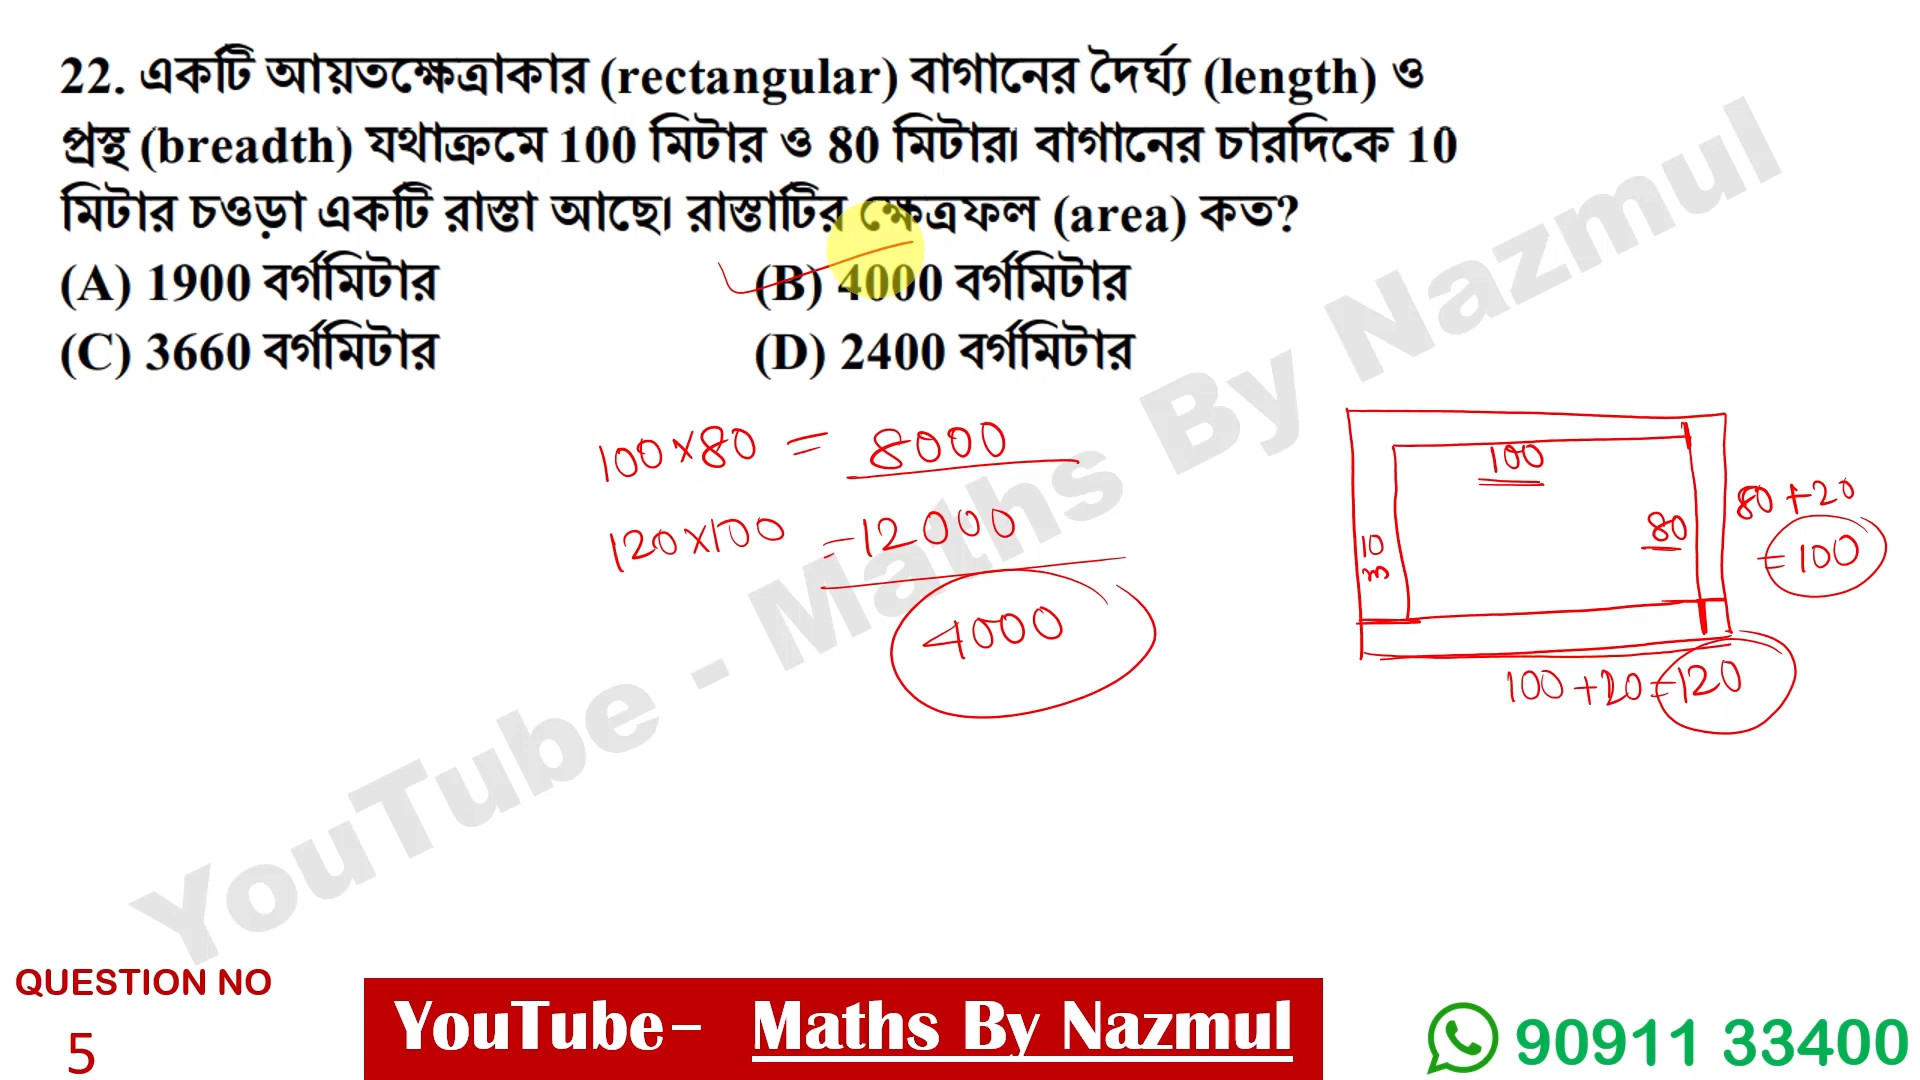 22. একটি আয়তক্ষেত্রাকার (rectangular) বাগানের দৈর্ঘ্য (length) ও
প্রস্থ (breadth) যথাক্রমে 100 মিটার ও 80 মিটার। বাগানের চারদিকে 10
মিটার চওড়া একটি রাস্তা আছে। রাস্তাটির ক্ষেত্রফল (area) কত?
(A) 1900 বর্গমিটার (B) 4000 বর্গমিটার
(C) 3660 বর্গমিটার (D) 2400 বর্গমিটার
100×80 = 8000
120×100 = 12000
4000
100
80
10
m
80+20
=100
100+20=120
YouTube - Maths By Nazmul
QUESTION NO
5
YouTube- Maths By Nazmul
90911 33400